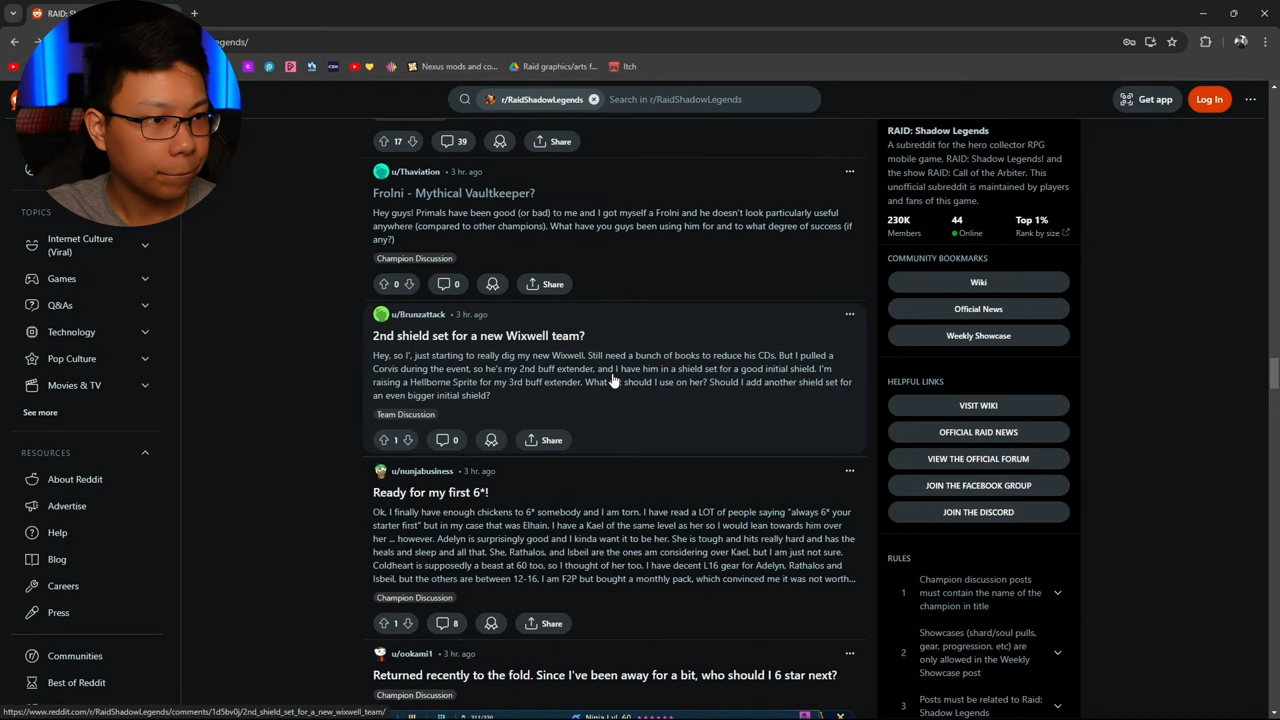 RAID: Sh
egends/
Nexus mods and co...
Raid graphics/arts f...
Itch
r/RaidShadowLegends
Search in r/RaidShadowLegends
Get app
Log In
TOPICS
Internet Culture
(Viral)
Games
Q&As
Technology
Pop Culture
Movies & TV
See more
RESOURCES
About Reddit
Advertise
Help
Blog
Careers
Press
Communities
Best of Reddit
17
39
Share
u/Thaviation • 3 hr. ago
Frolni - Mythical Vaultkeeper?
Hey guys! Primals have been good (or bad) to me and I got myself a Frolni and he doesn't look particularly useful
anywhere (compared to other champions). What have you guys been using him for and to what degree of success (if
any?)
Champion Discussion
0
0
Share
u/Brunzattack • 3 hr. ago
2nd shield set for a new Wixwell team?
Hey, so I', just starting to really dig my new Wixwell. Still need a bunch of books to reduce his CDs. But I pulled a
Corvis during the event, so he's my 2nd buff extender, and I have him in a shield set for a good initial shield. I'm
raising a Hellborne Sprite for my 3rd buff extender. What should I use on her? Should I add another shield set for
an even bigger initial shield?
Team Discussion
1
0
Share
u/nunjabusiness • 3 hr. ago
Ready for my first 6*!
Ok, I finally have enough chickens to 6* somebody and I am torn. I have read a LOT of people saying "always 6* your
starter first" but in my case that was Elhain. I have a Kael of the same level as her so I would lean towards him over
her ... however. Adelyn is surprisingly good and I kinda want it to be her. She is tough and hits really hard and has the
heals and sleep and all that. She, Rathalos, and Isbeil are the ones am considering over Kael, but I am just not sure.
Coldheart is supposedly a beast at 60 too, so I thought of her too. I have decent L16 gear for Adelyn, Rathalos and
Isbeil, but the others are between 12-16. I am F2P but bought a monthly pack, which convinced me it was not worth...
Champion Discussion
1
8
Share
u/ookami1 • 3 hr. ago
Returned recently to the fold. Since I've been away for a bit, who should I 6 star next?
Champion Discussion
311/330
Ninja Lvl. 60
RAID: Shadow Legends
A subreddit for the hero collector RPG
mobile game, RAID: Shadow Legends! and
the show RAID: Call of the Arbiter. This
unofficial subreddit is maintained by players
and fans of this game.
230K
44
Top 1%
Members
Online
Rank by size
COMMUNITY BOOKMARKS
Wiki
Official News
Weekly Showcase
HELPFUL LINKS
VISIT WIKI
OFFICIAL RAID NEWS
VIEW THE OFFICIAL FORUM
JOIN THE FACEBOOK GROUP
JOIN THE DISCORD
RULES
1
Champion discussion posts
must contain the name of the
champion in title
2
Showcases (shard/soul pulls,
gear, progression, etc) are
only allowed in the Weekly
Showcase post
3
Posts must be related to Raid:
Shadow Legends
https://www.reddit.com/r/RaidShadowLegends/comments/1d5bv0j/2nd_shield_set_for_a_new_wixwell_team/